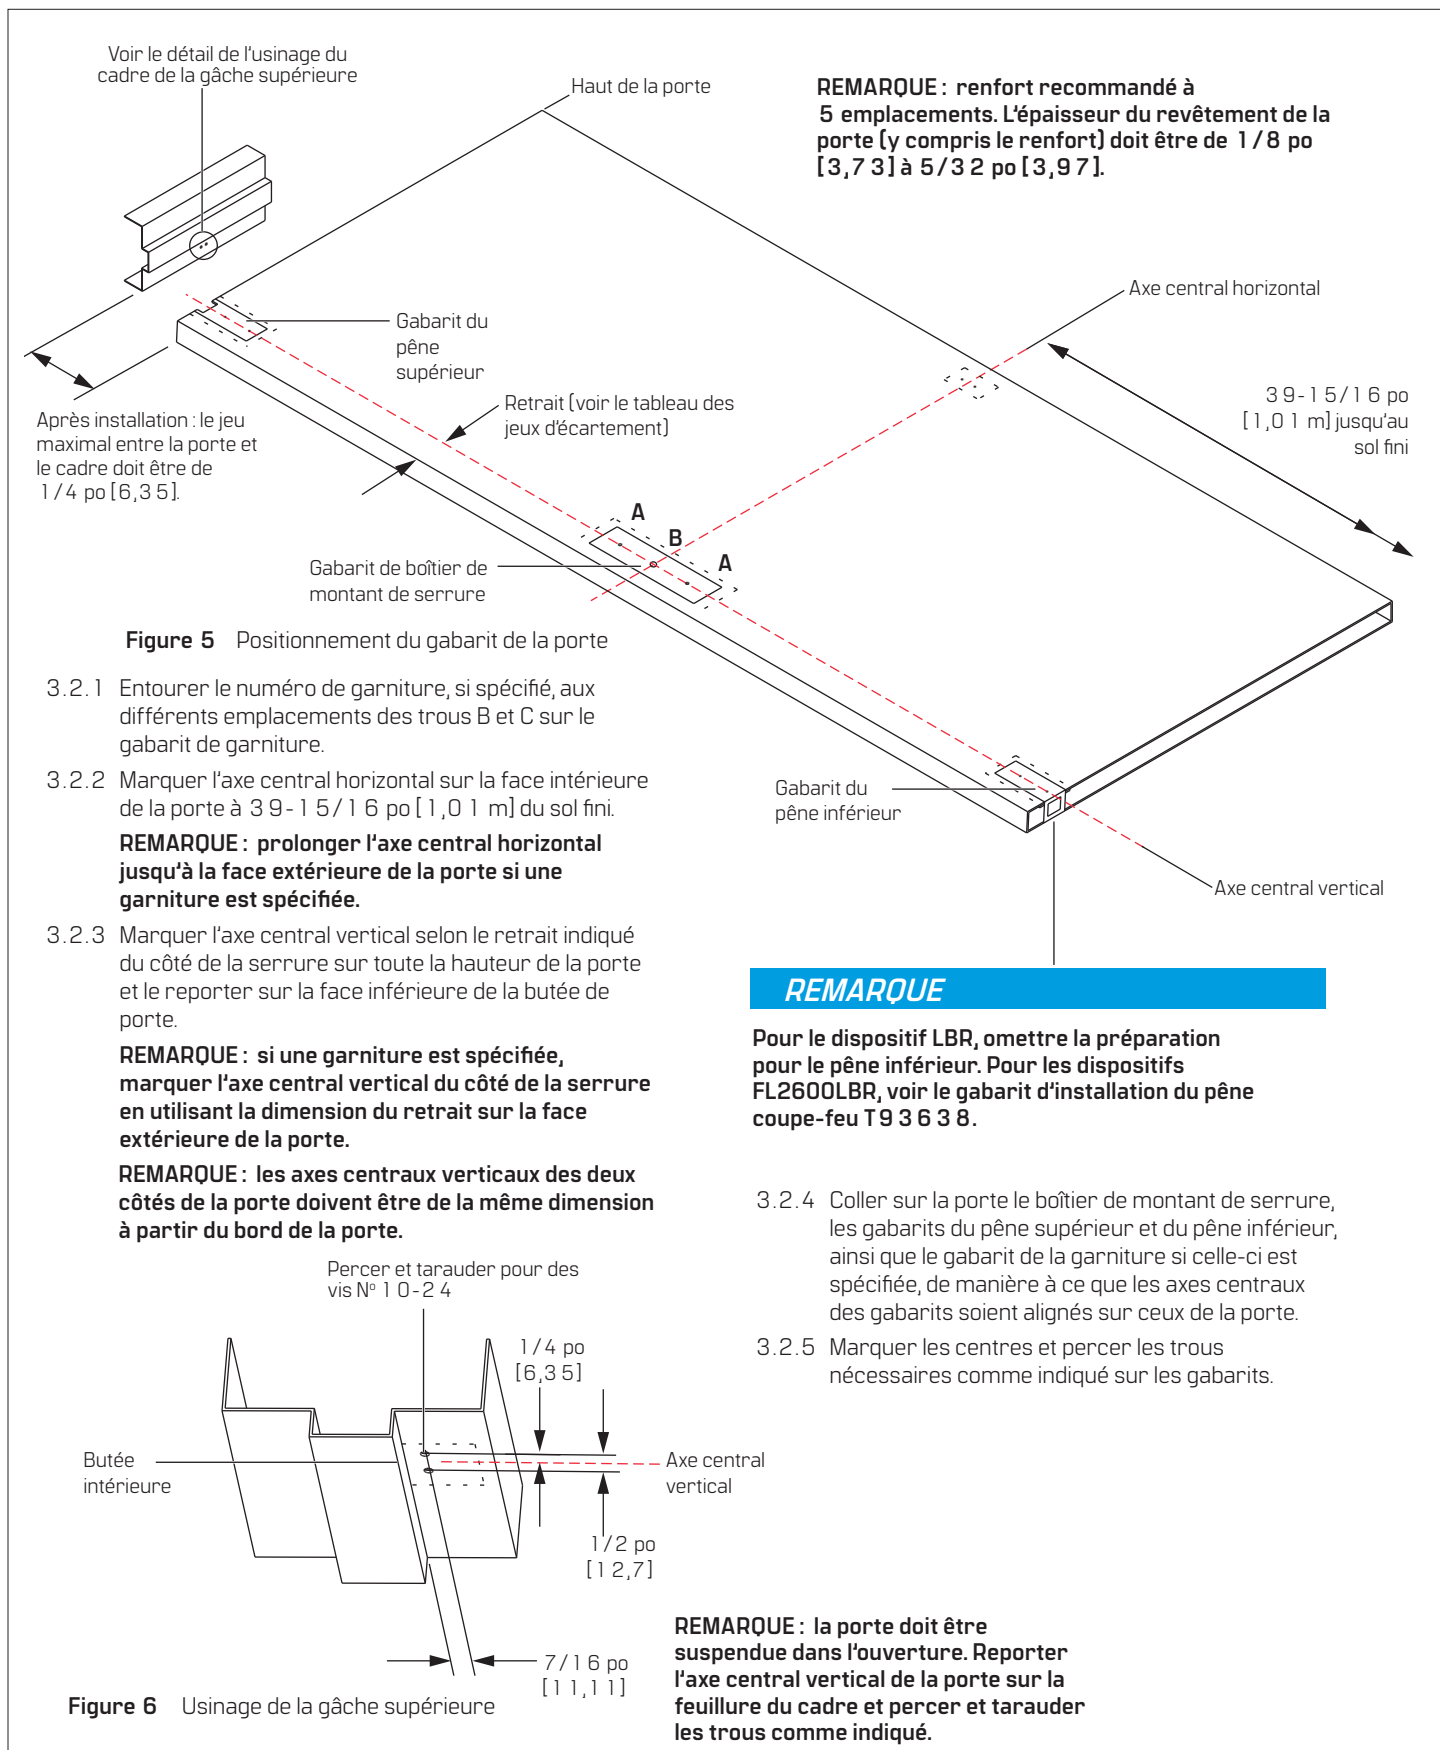 Voir le détail de l'usinage du
cadre de la gâche supérieure
Haut de la porte
REMARQUE : renfort recommandé à
5 emplacements. L'épaisseur du revêtement de la
porte (y compris le renfort) doit être de 1/8 po
[3,73] à 5/32 po [3,97].
Axe central horizontal
Gabarit du
pêne
supérieur
39-15/16 po
[1,01 m] jusqu'au
sol fini
Retrait (voir le tableau des
jeux d'écartement)
Après installation : le jeu
maximal entre la porte et
le cadre doit être de
1/4 po [6,35].
A
B
A
Gabarit de boîtier de
montant de serrure
Figure 5 Positionnement du gabarit de la porte
Gabarit du
pêne inférieur
Axe central vertical
3.2.1 Entourer le numéro de garniture, si spécifié, aux
différents emplacements des trous B et C sur le
gabarit de garniture.
3.2.2 Marquer l'axe central horizontal sur la face intérieure
de la porte à 39-15/16 po [1,01 m] du sol fini.
REMARQUE : prolonger l'axe central horizontal
jusqu'à la face extérieure de la porte si une
garniture est spécifiée.
3.2.3 Marquer l'axe central vertical selon le retrait indiqué
du côté de la serrure sur toute la hauteur de la porte
et le reporter sur la face inférieure de la butée de
porte.
REMARQUE : si une garniture est spécifiée,
marquer l'axe central vertical du côté de la serrure
en utilisant la dimension du retrait sur la face
extérieure de la porte.
REMARQUE : les axes centraux verticaux des deux
côtés de la porte doivent être de la même dimension
à partir du bord de la porte.
REMARQUE
Pour le dispositif LBR, omettre la préparation
pour le pêne inférieur. Pour les dispositifs
FL2600LBR, voir le gabarit d'installation du pêne
coupe-feu T93638.
3.2.4 Coller sur la porte le boîtier de montant de serrure,
les gabarits du pêne supérieur et du pêne inférieur,
ainsi que le gabarit de la garniture si celle-ci est
spécifiée, de manière à ce que les axes centraux
des gabarits soient alignés sur ceux de la porte.
3.2.5 Marquer les centres et percer les trous
nécessaires comme indiqué sur les gabarits.
Percer et tarauder pour des
vis Nº 10-24
1/4 po
[6,35]
Butée
intérieure
Axe central
vertical
1/2 po
[12,7]
7/16 po
[11,11]
Figure 6 Usinage de la gâche supérieure
REMARQUE : la porte doit être
suspendue dans l'ouverture. Reporter
l'axe central vertical de la porte sur la
feuillure du cadre et percer et tarauder
les trous comme indiqué.